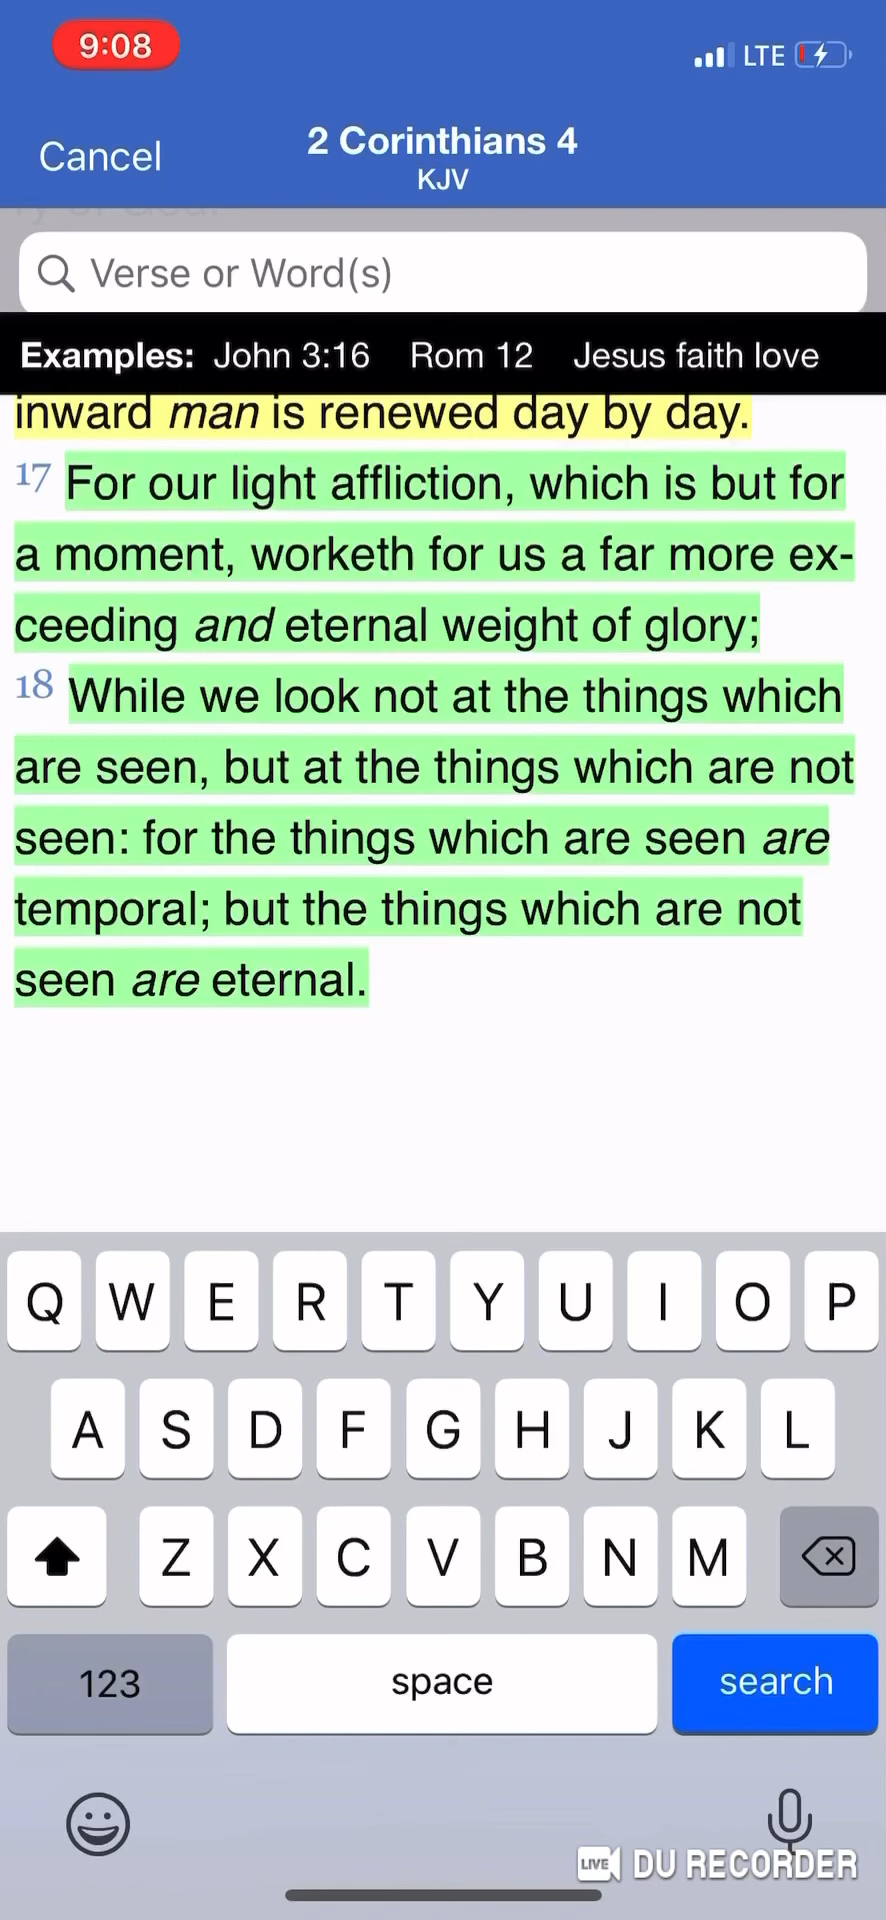 9:08
LTE
Cancel
2 Corinthians 4
KJV
Verse or Word(s)
Examples: John 3:16 Rom 12 Jesus faith love
inward man is renewed day by day.
17 For our light affliction, which is but for
a moment, worketh for us a far more ex-
ceeding and eternal weight of glory;
18 While we look not at the things which
are seen, but at the things which are not
seen: for the things which are seen are
temporal; but the things which are not
seen are eternal.
Q W E R T Y U I O P
A S D F G H J K L
Z X C V B N M
123 space search
LIVE DU RECORDER